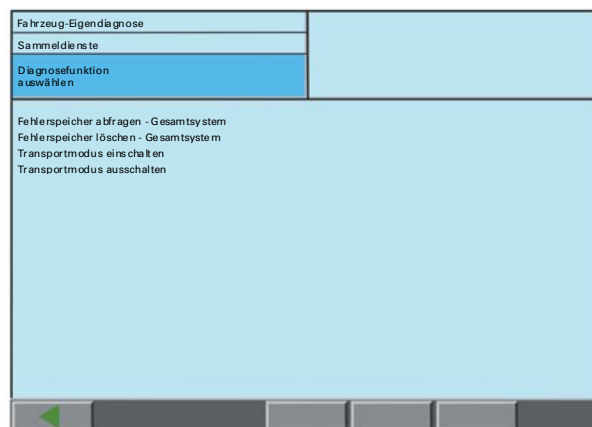 Fahrzeug-Eigendiagnose
Sammeldienste
Diagnosefunktion
auswählen
Fehlerspeicher abfragen - Gesamtsystem
Fehlerspeicher löschen - Gesamtsystem
Transportmodus einschalten
Transportmodus ausschalten